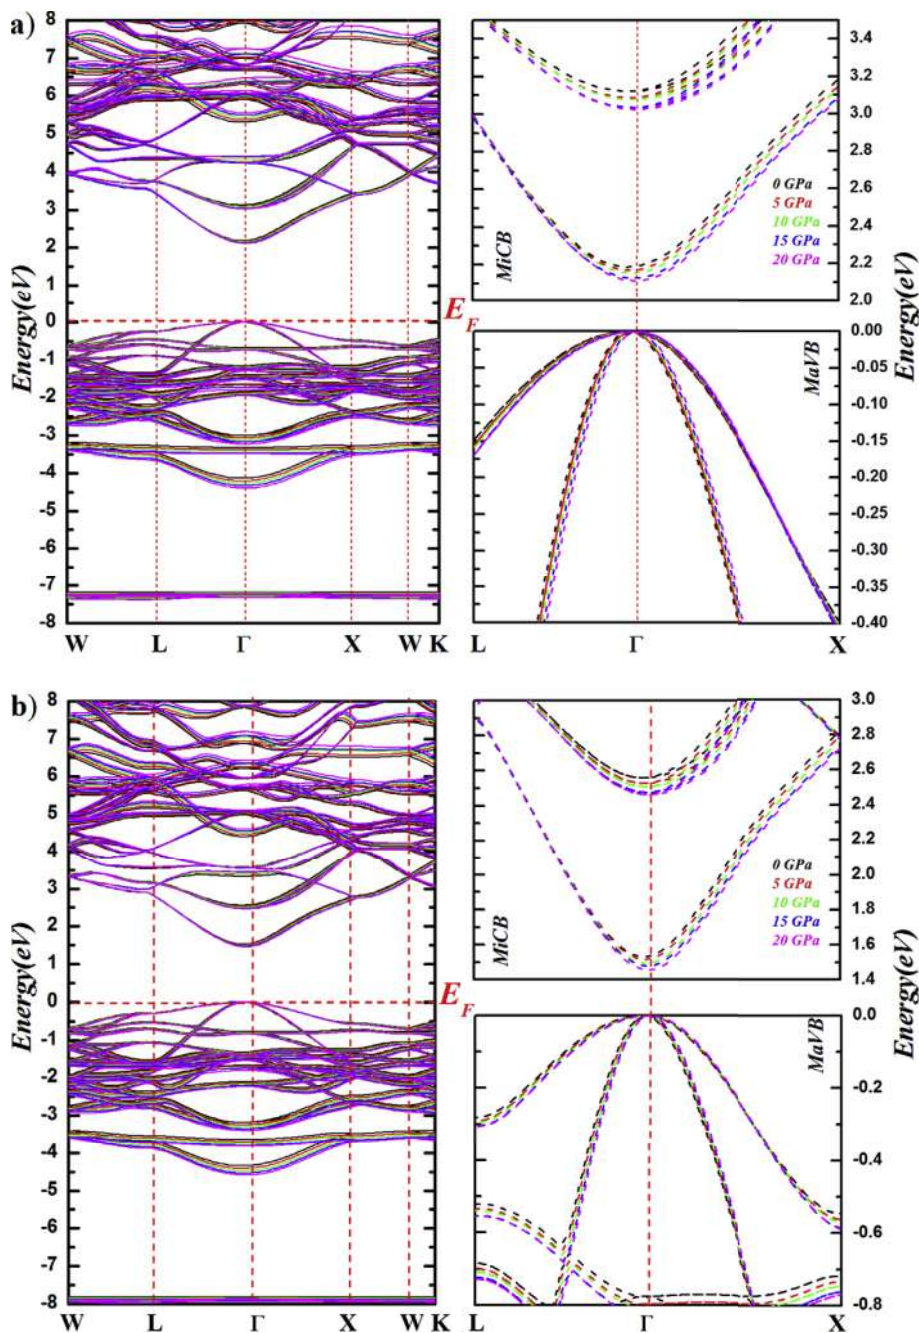 a)
Energy(eV)
8
7
6
5
4
3
2
1
0
-1
-2
-3
-4
-5
-6
-7
-8
W L Γ X W K
E_F
MiCB
0 GPa
5 GPa
10 GPa
15 GPa
20 GPa
3.4
3.2
3.0
2.8
2.6
2.4
2.2
2.0
Energy(eV)
MaVB
0.00
-0.05
-0.10
-0.15
-0.20
-0.25
-0.30
-0.35
-0.40
L Γ X
b)
Energy(eV)
8
7
6
5
4
3
2
1
0
-1
-2
-3
-4
-5
-6
-7
-8
W L Γ X W K
E_F
MiCB
0 GPa
5 GPa
10 GPa
15 GPa
20 GPa
3.0
2.8
2.6
2.4
2.2
2.0
1.8
1.6
1.4
Energy(eV)
MaVB
0.0
-0.2
-0.4
-0.6
-0.8
L Γ X